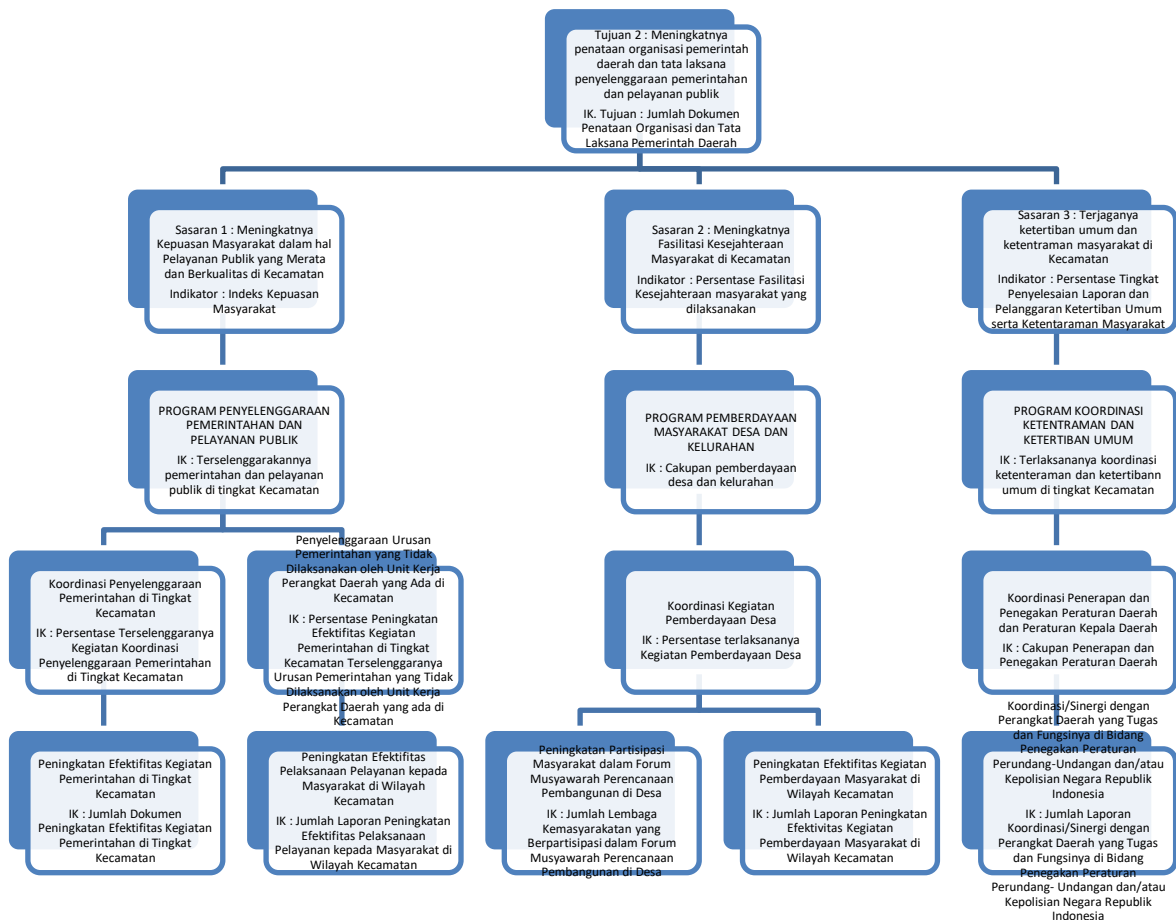 Tujuan 2 : Meningkatnya
penataan organisasi pemerintah
daerah dan tata laksana
penyelenggaraan pemerintahan
dan pelayanan publik
IK. Tujuan : Jumlah Dokumen
Penataan Organisasi dan Tata
Laksana Pemerintah Daerah
Sasaran 1 : Meningkatnya
Kepuasan Masyarakat dalam hal
Pelayanan Publik yang Merata
dan Berkualitas di Kecamatan
Indikator : Indeks Kepuasan
Masyarakat
Sasaran 2 : Meningkatnya
Fasilitasi Kesejahteraan
Masyarakat di Kecamatan
Indikator : Persentase Fasilitasi
Kesejahteraan masyarakat yang
dilaksanakan
Sasaran 3 : Terjaganya
ketertiban umum dan
ketentraman masyarakat di
Kecamatan
Indikator : Persentase Tingkat
Penyelesaian Laporan dan
Pelanggaran Ketertiban Umum
serta Ketentaraman Masyarakat
PROGRAM PENYELENGGARAAN
PEMERINTAHAN DAN
PELAYANAN PUBLIK
IK : Terselenggarakannya
pemerintahan dan pelayanan
publik di tingkat Kecamatan
PROGRAM PEMBERDAYAAN
MASYARAKAT DESA DAN
KELURAHAN
IK : Cakupan pemberdayaan
desa dan kelurahan
PROGRAM KOORDINASI
KETENTRAMAN DAN
KETERTIBAN UMUM
IK : Terlaksananya koordinasi
ketenteraman dan ketertibann
umum di tingkat Kecamatan
Koordinasi Penyelenggaraan
Pemerintahan di Tingkat
Kecamatan
IK : Persentase Terselenggaranya
Kegiatan Koordinasi
Penyelenggaraan Pemerintahan
di Tingkat Kecamatan
Penyelenggaraan Urusan
Pemerintahan yang Tidak
Dilaksanakan oleh Unit Kerja
Perangkat Daerah yang Ada di
Kecamatan
IK : Persentase Peningkatan
Efektifitas Kegiatan
Pemerintahan di Tingkat
Kecamatan Terselenggaranya
Urusan Pemerintahan yang Tidak
Dilaksanakan oleh Unit Kerja
Perangkat Daerah yang ada di
Kecamatan
Koordinasi Kegiatan
Pemberdayaan Desa
IK : Persentase terlaksananya
Kegiatan Pemberdayaan Desa
Koordinasi Penerapan dan
Penegakan Peraturan Daerah
dan Peraturan Kepala Daerah
IK : Cakupan Penerapan dan
Penegakan Peraturan Daerah
Peningkatan Efektifitas Kegiatan
Pemerintahan di Tingkat
Kecamatan
IK : Jumlah Dokumen
Peningkatan Efektifitas Kegiatan
Pemerintahan di Tingkat
Kecamatan
Peningkatan Efektifitas
Pelaksanaan Pelayanan kepada
Masyarakat di Wilayah
Kecamatan
IK : Jumlah Laporan Peningkatan
Efektifitas Pelaksanaan
Pelayanan kepada Masyarakat di
Wilayah Kecamatan
Peningkatan Partisipasi
Masyarakat dalam Forum
Musyawarah Perencanaan
Pembangunan di Desa
IK : Jumlah Lembaga
Kemasyarakatan yang
Berpartisipasi dalam Forum
Musyawarah Perencanaan
Pembangunan di Desa
Peningkatan Efektifitas Kegiatan
Pemberdayaan Masyarakat di
Wilayah Kecamatan
IK : Jumlah Laporan Peningkatan
Efektivitas Kegiatan
Pemberdayaan Masyarakat di
Wilayah Kecamatan
Koordinasi/Sinergi dengan
Perangkat Daerah yang Tugas
dan Fungsinya di Bidang
Penegakan Peraturan
Perundang-Undangan dan/atau
Kepolisian Negara Republik
Indonesia
IK : Jumlah Laporan
Koordinasi/Sinergi dengan
Perangkat Daerah yang Tugas
dan Fungsinya di Bidang
Penegakan Peraturan
Perundang- Undangan dan/atau
Kepolisian Negara Republik
Indonesia